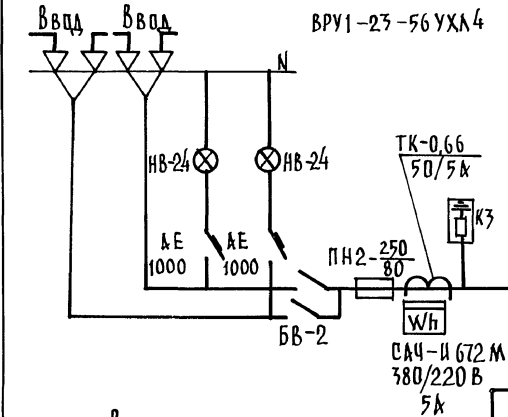 Ввод Ввод
ВРУ1-23-56 УХЛ4
N
НВ-24 НВ-24
ТК-0,66
50/5А
КЗ
АЕ 1000
АЕ 1000
ПН2-250/80
БВ-2
Wh
САЧ-И 672 М
380/220 В
5А